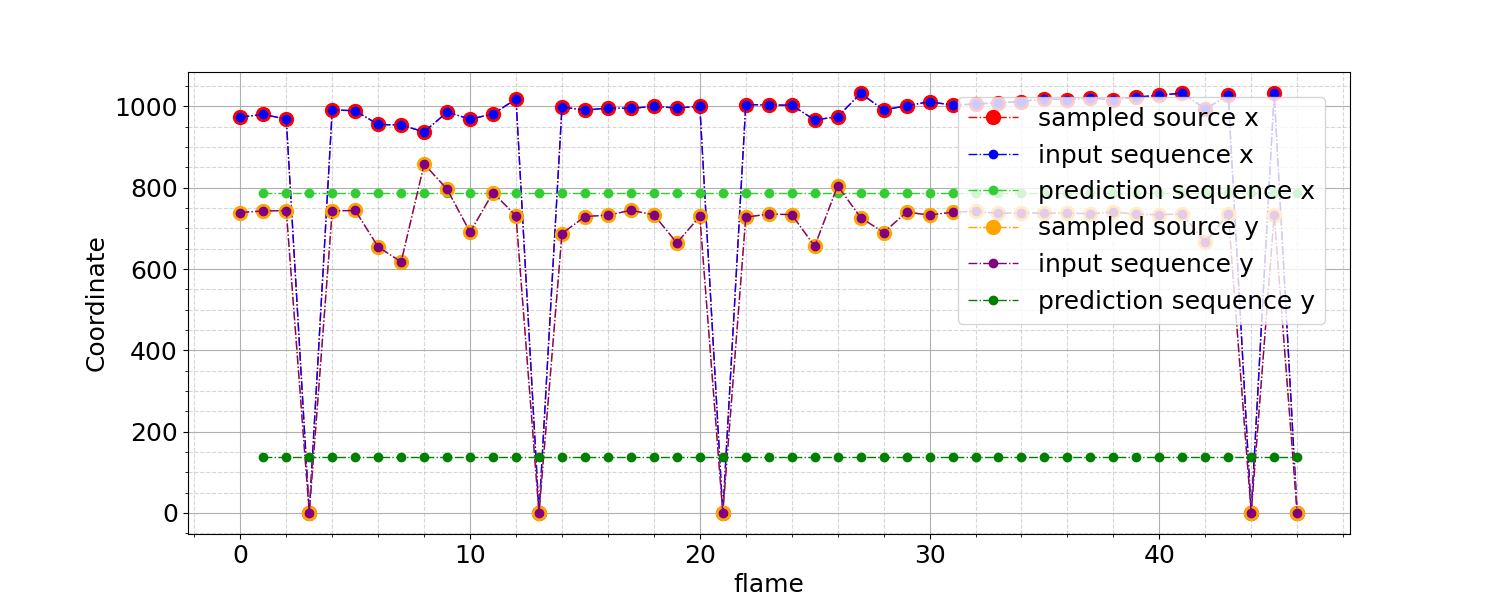 1000
800
600
400
200
0
Coordinate
sampled source x
input sequence x
prediction sequence x
sampled source y
input sequence y
prediction sequence y
0 10 20 30 40
flame